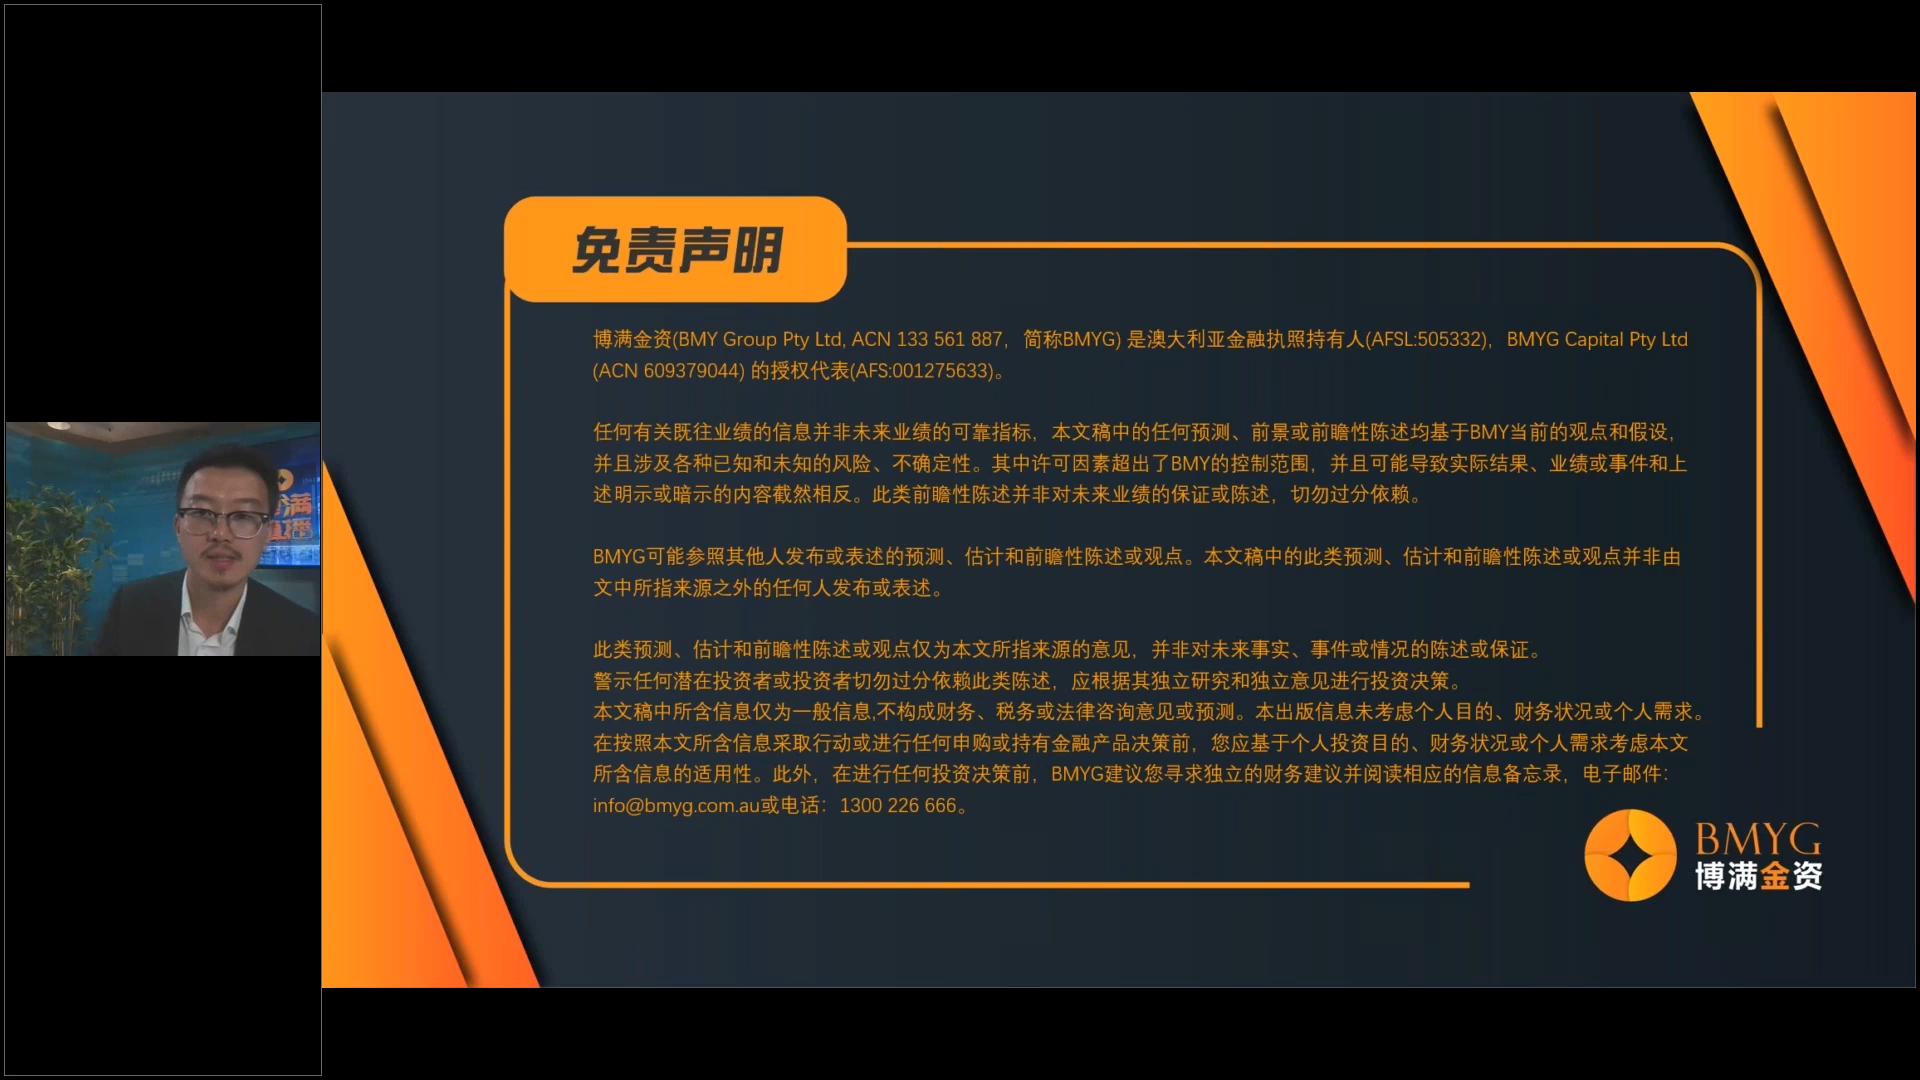 免责声明
博满金资(BMY Group Pty Ltd, ACN 133 561 887，简称BMYG) 是澳大利亚金融执照持有人(AFSL:505332)，BMYG Capital Pty Ltd
(ACN 609379044) 的授权代表(AFS:001275633)。
任何有关既往业绩的信息并非未来业绩的可靠指标，本文稿中的任何预测、前景或前瞻性陈述均基于BMY当前的观点和假设，
并且涉及各种已知和未知的风险、不确定性。其中许可因素超出了BMY的控制范围，并且可能导致实际结果、业绩或事件和上
述明示或暗示的内容截然相反。此类前瞻性陈述并非对未来业绩的保证或陈述，切勿过分依赖。
BMYG可能参照其他人发布或表述的预测、估计和前瞻性陈述或观点。本文稿中的此类预测、估计和前瞻性陈述或观点并非由
文中所指来源之外的任何人发布或表述。
此类预测、估计和前瞻性陈述或观点仅为本文所指来源的意见，并非对未来事实、事件或情况的陈述或保证。
警示任何潜在投资者或投资者切勿过分依赖此类陈述，应根据其独立研究和独立意见进行投资决策。
本文稿中所含信息仅为一般信息,不构成财务、税务或法律咨询意见或预测。本出版信息未考虑个人目的、财务状况或个人需求。
在按照本文所含信息采取行动或进行任何申购或持有金融产品决策前，您应基于个人投资目的、财务状况或个人需求考虑本文
所含信息的适用性。此外，在进行任何投资决策前，BMYG建议您寻求独立的财务建议并阅读相应的信息备忘录，电子邮件：
info@bmyg.com.au或电话：1300 226 666。
BMYG
博满金资